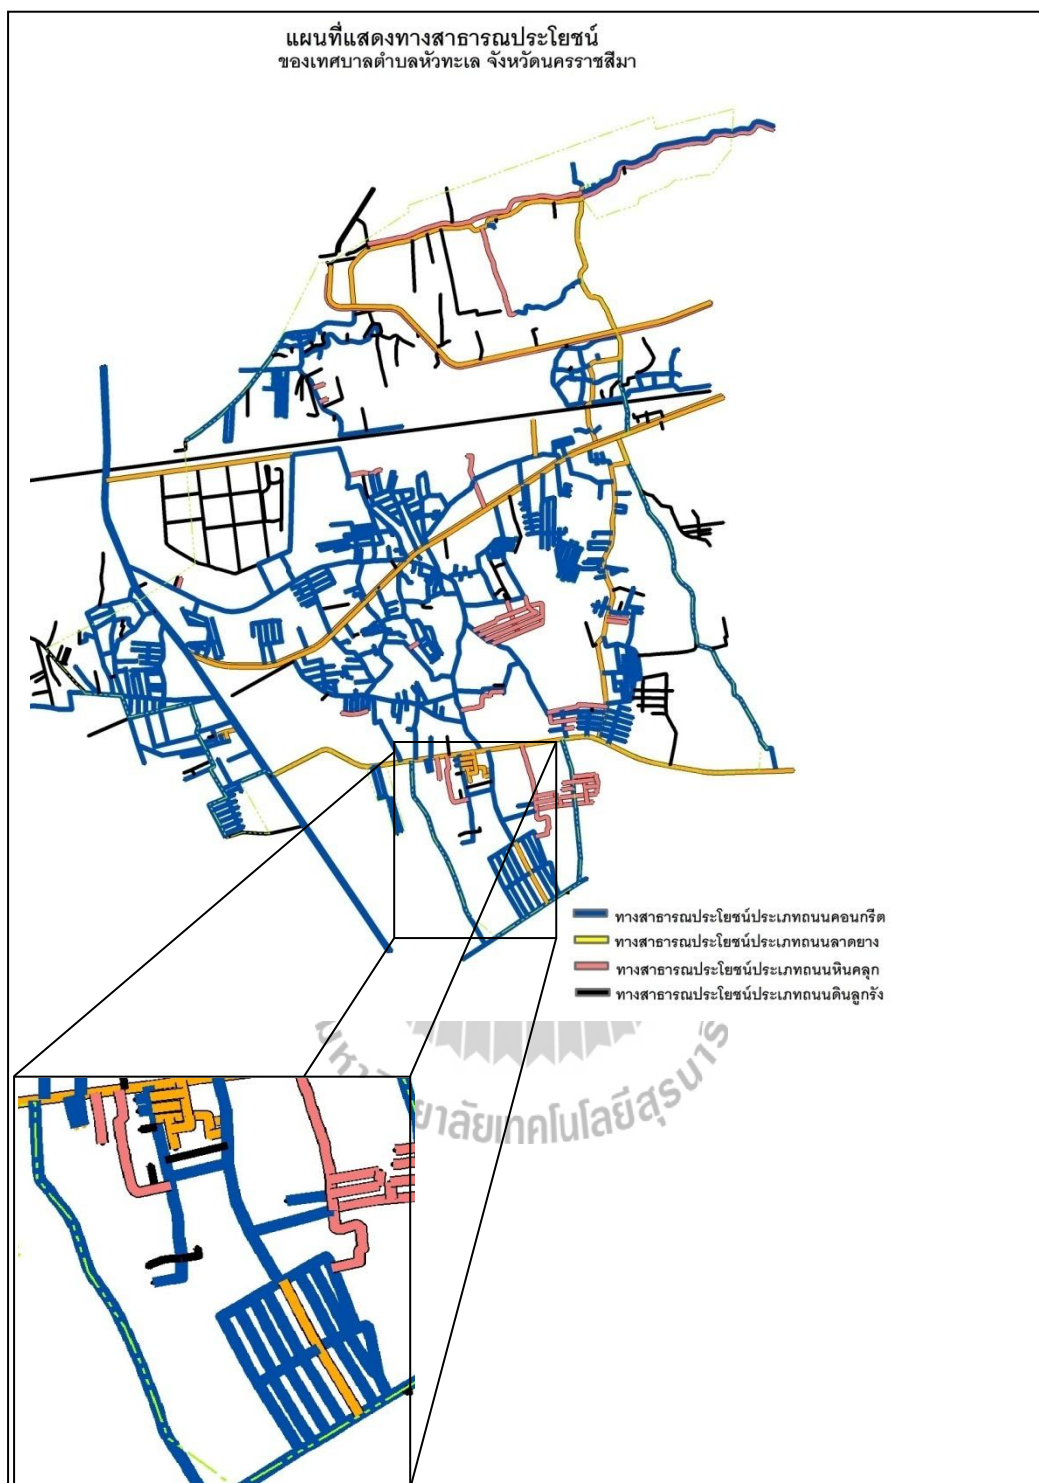 แผนที่แสดงทางสาธารณประโยชน์
ของเทศบาลตำบลหัวทะเล จังหวัดนครราชสีมา
ทางสาธารณประโยชน์ประเภทถนนคอนกรีต
ทางสาธารณประโยชน์ประเภทถนนลาดยาง
ทางสาธารณประโยชน์ประเภทถนนหินคลุก
ทางสาธารณประโยชน์ประเภทถนนดินลูกรัง
ยาลัยเทคโนโลยีสุรนารี